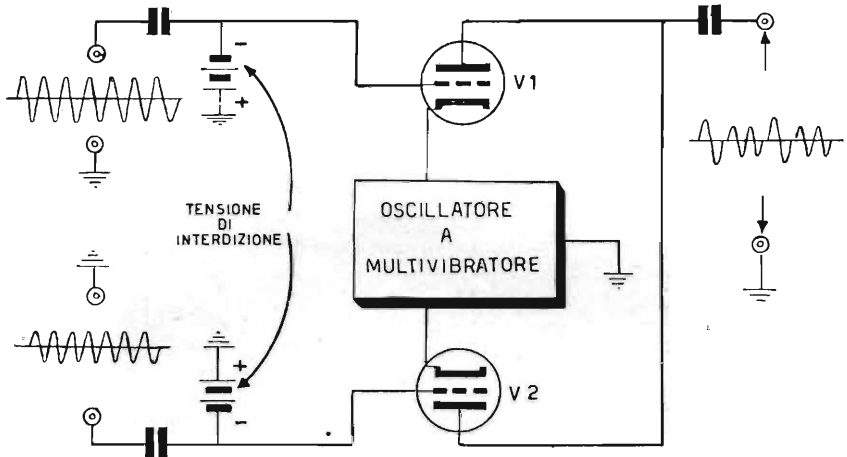 -
+
V1
TENSIONE
DI
INTERDIZIONE
OSCILLATORE
A
MULTIVIBRATORE
+
-
V2